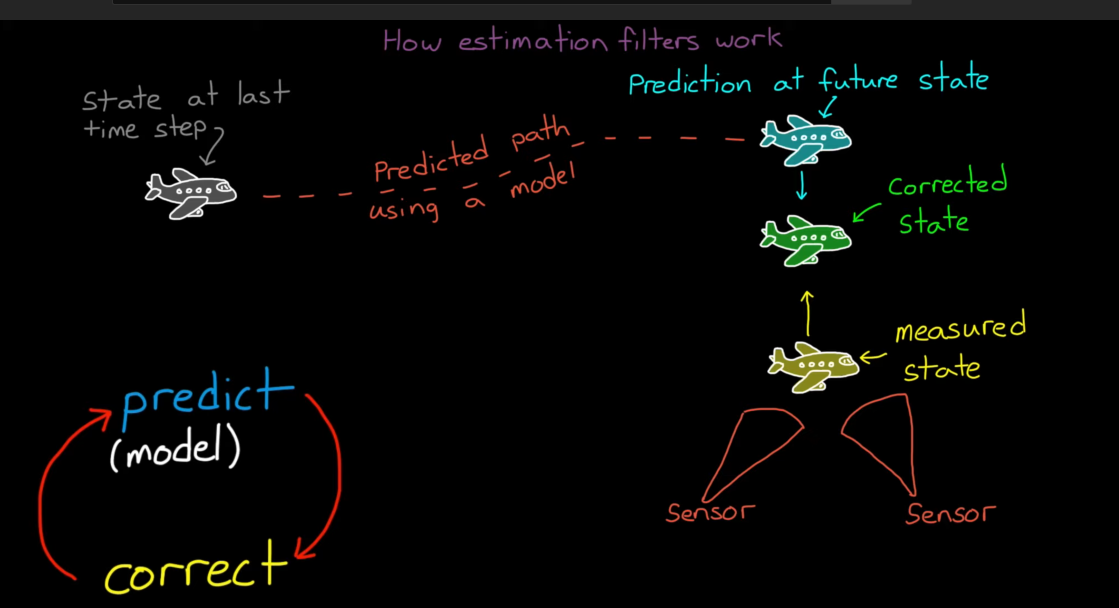 How estimation filters work
State at last
time step
Prediction at future state
Predicted path
using a model
Corrected
state
measured
state
predict
(model)
correct
Sensor
Sensor